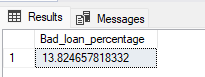 Results Messages
Bad_loan_percentage
1 13.824657818332